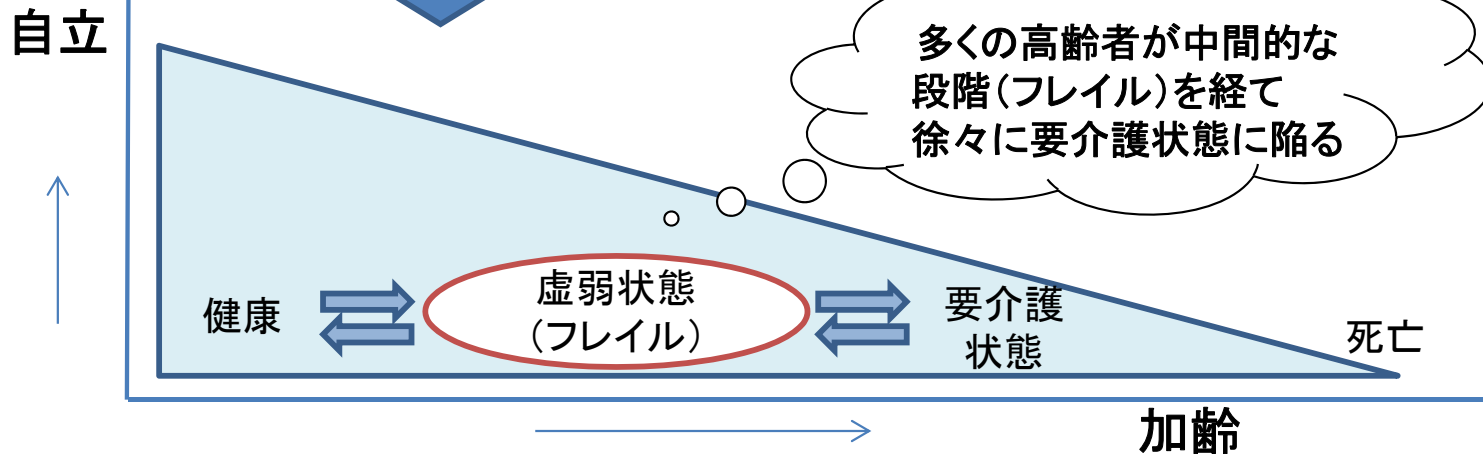 自立
多くの高齢者が中間的な
段階(フレイル)を経て
徐々に要介護状態に陥る
健康
虚弱状態
(フレイル)
要介護
状態
死亡
加齢